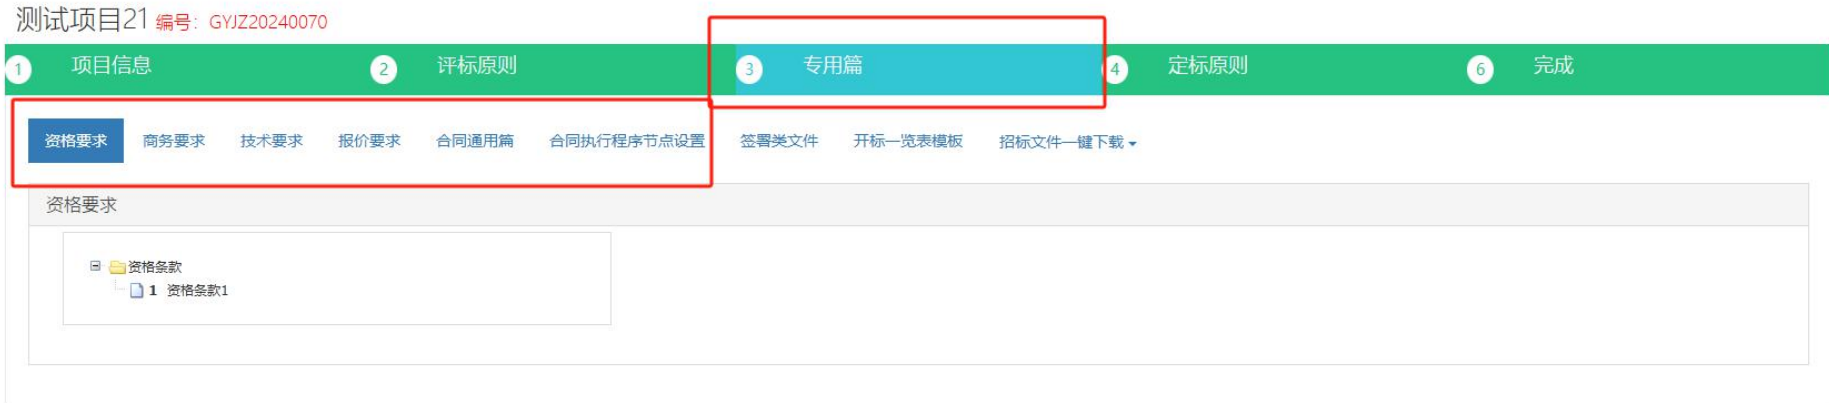 测试项目21 编号：GYJZ20240070
1 项目信息 2 评标原则 3 专用篇 4 定标原则 6 完成
资格要求 商务要求 技术要求 报价要求 合同通用篇 合同执行程序节点设置 签署类文件 开标一览表模板 招标文件一键下载
资格要求
资格条款
1 资格条款1